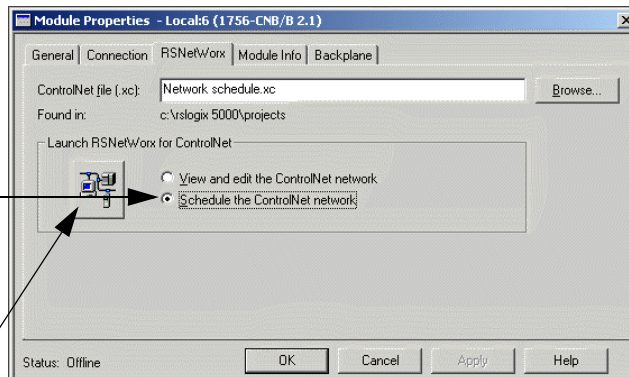 Module Properties - Local:6 (1756-CNB/B 2.1)
General Connection RSNetWorx Module Info Backplane
ControlNet file (.xc): Network schedule.xc Browse...
Found in: c:\rslogix 5000\projects
Launch RSNetWorx for ControlNet
View and edit the ControlNet network
Schedule the ControlNet network
Status: Offline OK Cancel Apply Help